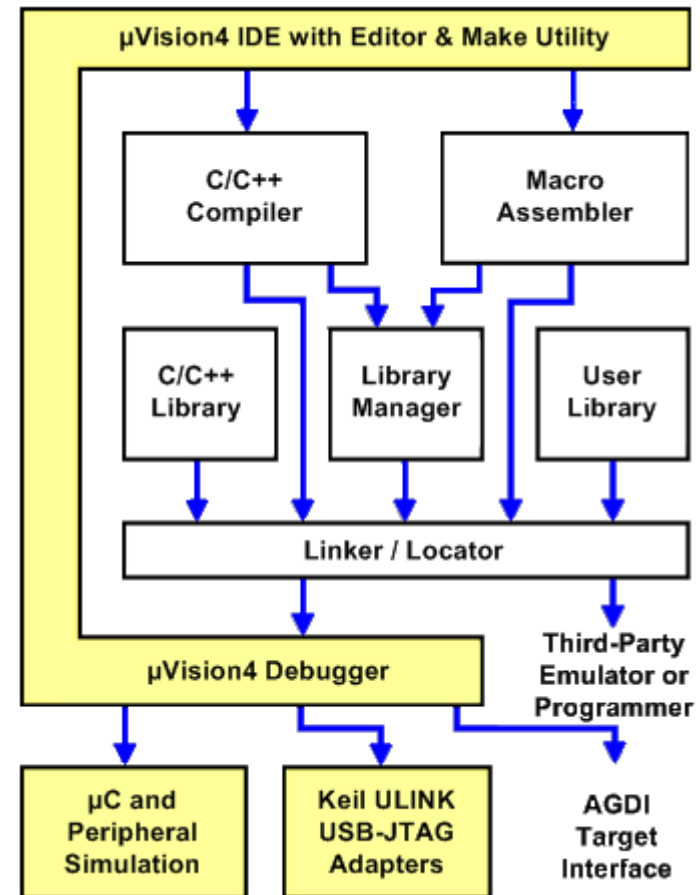 µVision4 IDE with Editor & Make Utility
C/C++
Compiler
Macro
Assembler
C/C++
Library
Library
Manager
User
Library
Linker / Locator
µVision4 Debugger
Third-Party
Emulator or
Programmer
µC and
Peripheral
Simulation
Keil ULINK
USB-JTAG
Adapters
AGDI
Target
Interface